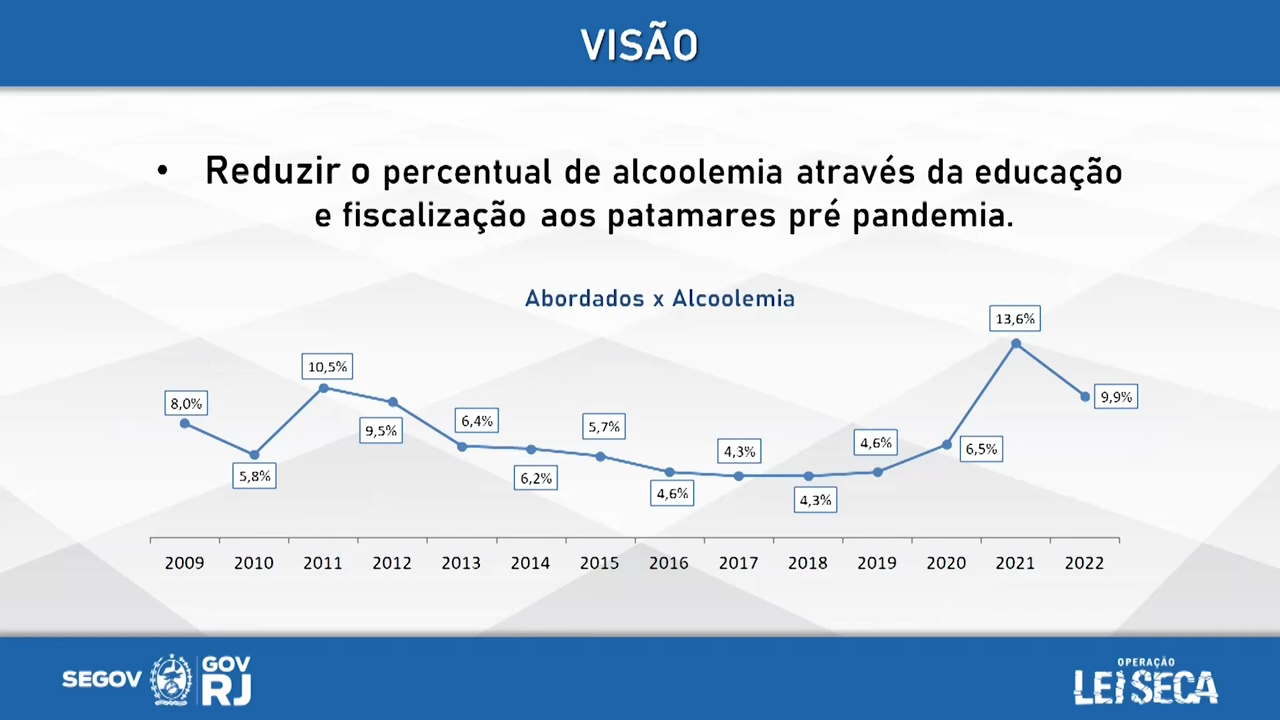 VISÃO
• Reduzir o percentual de alcoolemia através da educação
e fiscalização aos patamares pré pandemia.
Abordados x Alcoolemia
8,0%
5,8%
10,5%
9,5%
6,4%
6,2%
5,7%
4,6%
4,3%
4,3%
4,6%
6,5%
13,6%
9,9%
2009 2010 2011 2012 2013 2014 2015 2016 2017 2018 2019 2020 2021 2022
SEGOV
GOV
RJ
OPERAÇÃO
LEI SECA